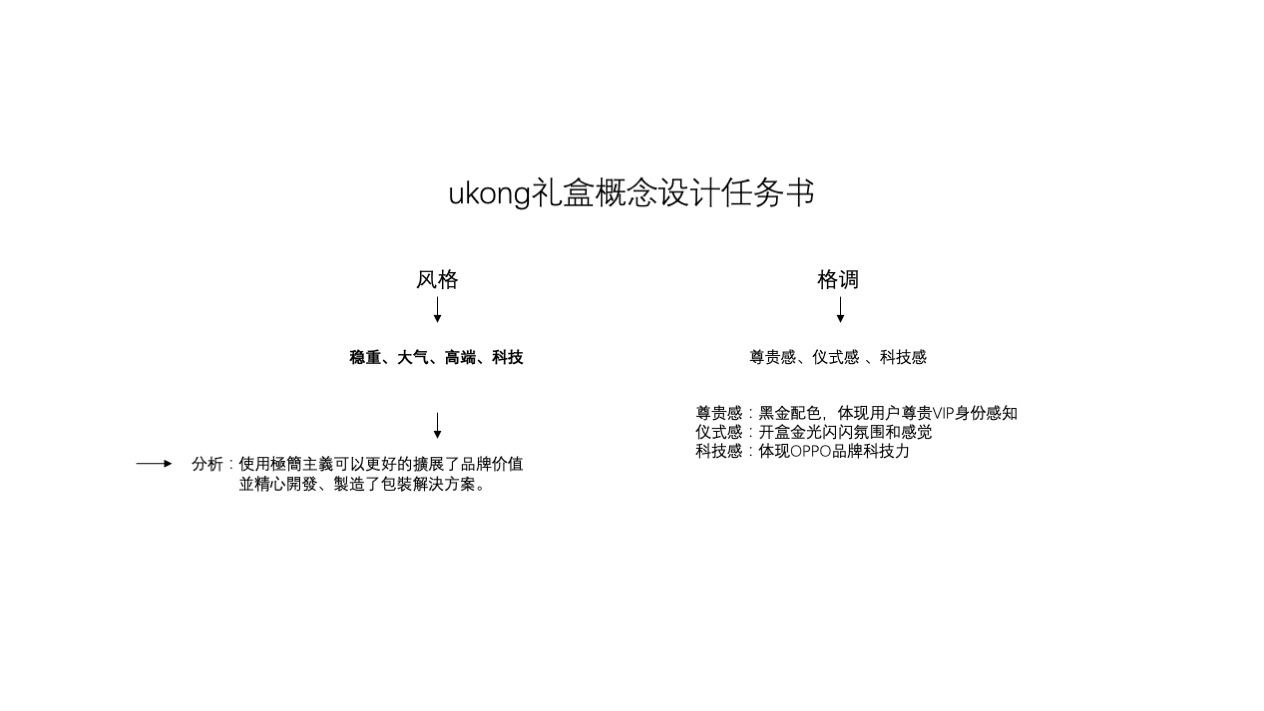 ukong礼盒概念设计任务书
风格
格调
稳重、大气、高端、科技
尊贵感、仪式感 、科技感
尊贵感：黑金配色，体现用户尊贵VIP身份感知
仪式感：开盒金光闪闪氛围和感觉
科技感：体现OPPO品牌科技力
分析：使用極簡主義可以更好的擴展了品牌价值
並精心開發、製造了包裝解決方案。